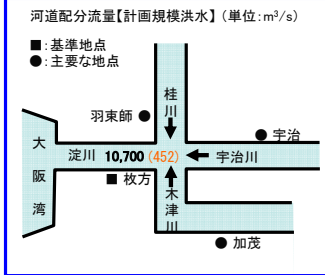 河道配分流量【計画規模洪水】(単位:m³/s)
■:基準地点
●:主要な地点
桂川
羽束師 ●
● 宇治
大阪湾
淀川 10,700 (452)
宇治川
■ 枚方
木津川
● 加茂